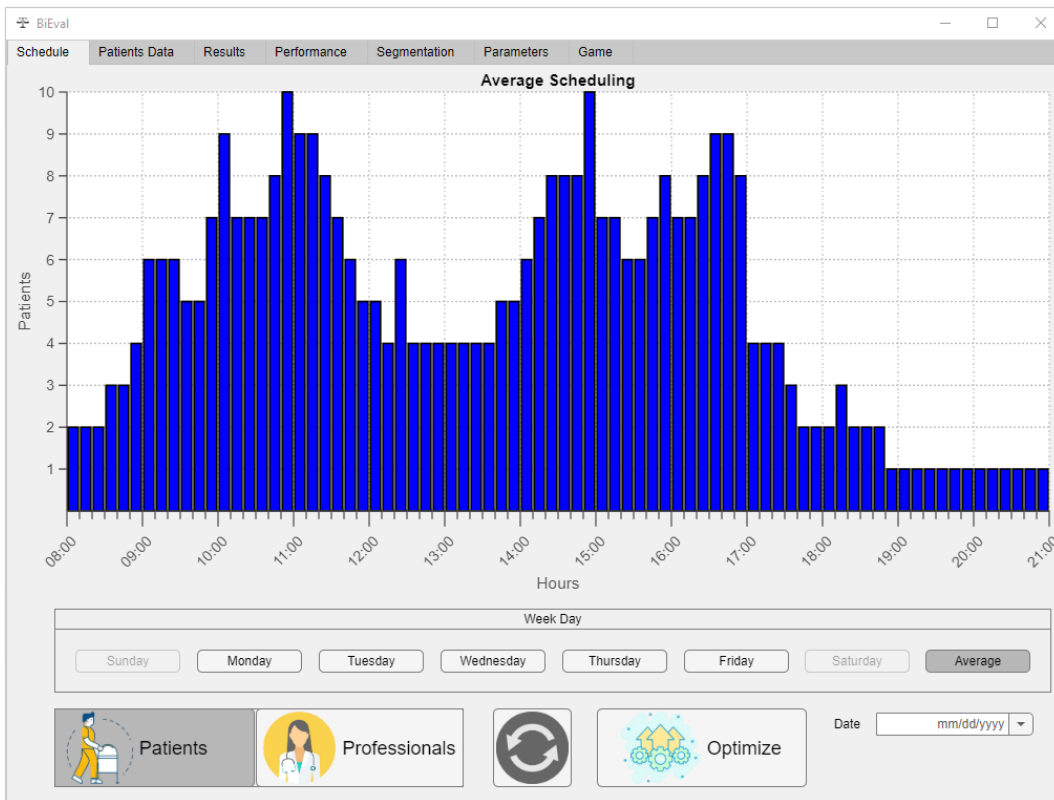 BiEval
Schedule Patients Data Results Performance Segmentation Parameters Game
Average Scheduling
10
9
8
7
6
5
4
3
2
1
Patients
08:00 09:00 10:00 11:00 12:00 13:00 14:00 15:00 16:00 17:00 18:00 19:00 20:00 21:00
Hours
Week Day
Sunday Monday Tuesday Wednesday Thursday Friday Saturday Average
Patients Professionals Optimize Date mm/dd/yyyy